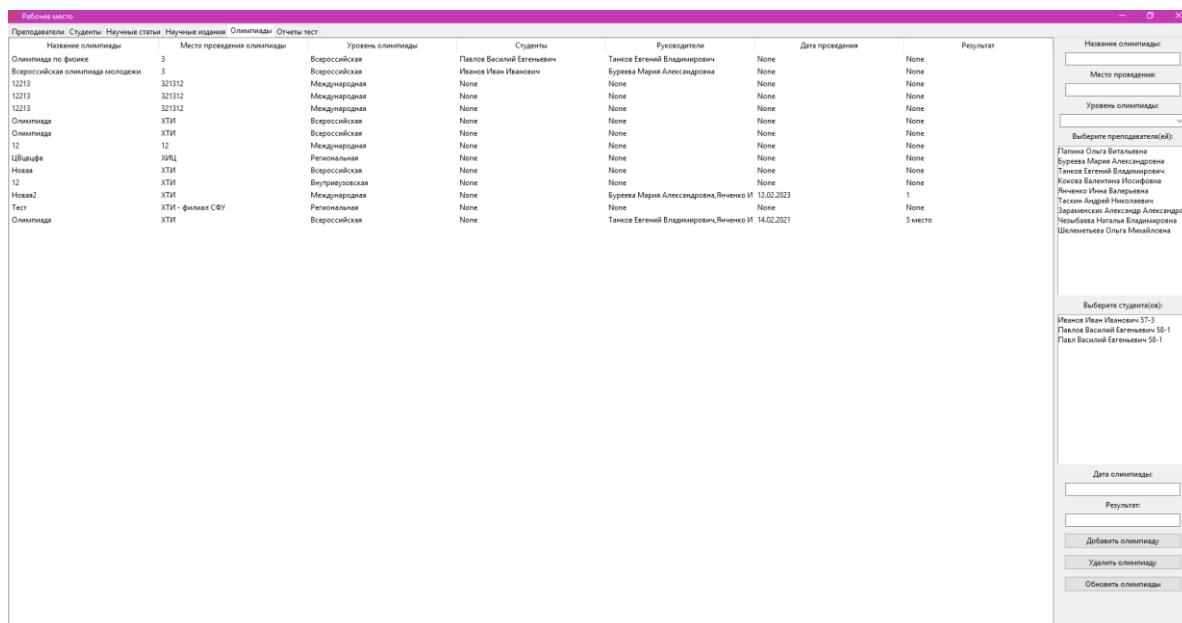 Рабочее место
Преподаватели Студенты Научные статьи Научные издания Олимпиады Отчеты тест
Название олимпиады Место проведения олимпиады Уровень олимпиады Студенты Руководители Дата проведения Результат
Олимпиада по физике 3 Всероссийская Павлов Василий Евгеньевич Танков Евгений Владимирович None None
Всероссийская олимпиада молодежи 3 Всероссийская Иванов Иван Иванович Буреева Мария Александровна None None
12213 321312 Международная None None None None
12213 321312 Международная None None None None
12213 321312 Международная None None None None
Олимпиада ХТИ Всероссийская None None None None
Олимпиада ХТИ Всероссийская None None None None
12 12 Международная None None None None
ЦВцвцфв ХИЦ Региональная None None None None
Новая ХТИ Всероссийская None None None None
12 ХТИ Внутривузовская None None None None
Новая2 ХТИ Международная None Буреева Мария Александровна,Янченко И 12.02.2023 1
Тест ХТИ - филиал СФУ Региональная None None None None
Олимпиада ХТИ Всероссийская None Танков Евгений Владимирович,Янченко И 14.02.2021 5 место
Название олимпиады:
Место проведения:
Уровень олимпиады:
Выберите преподавателя(ей):
Папина Ольга Витальевна
Буреева Мария Александровна
Танков Евгений Владимирович
Кокова Валентина Иосифовна
Янченко Инна Валерьевна
Таскин Андрей Николаевич
Зараменских Александр Александро
Чезыбаева Наталья Владимировна
Шелеметьева Ольга Михайловна
Выберите студента(ов):
Иванов Иван Иванович 57-3
Павлов Василий Евгеньевич 58-1
Павл Василий Евгеньевич 58-1
Дата олимпиады:
Результат:
Добавить олимпиаду
Удалить олимпиаду
Обновить олимпиады